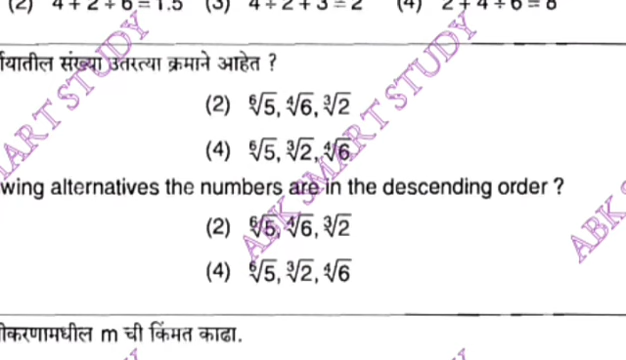 (2) 4 + 2 ÷ 6 = 1.5 (3) 4 ÷ 2 + 3 = 2 (4) 2 + 4 ÷ 6 = 8
संख्या उतरत्या क्रमाने आहेत ?
(2) ⁶√5, ⁴√6, ³√2
(4) ⁶√5, ³√2, ⁴√6
wing alternatives the numbers are in the descending order ?
(2) ⁶√5, ⁴√6, ³√2
(4) ⁶√5, ³√2, ⁴√6
m ची किंमत काढा.
ABK SMART STUDY